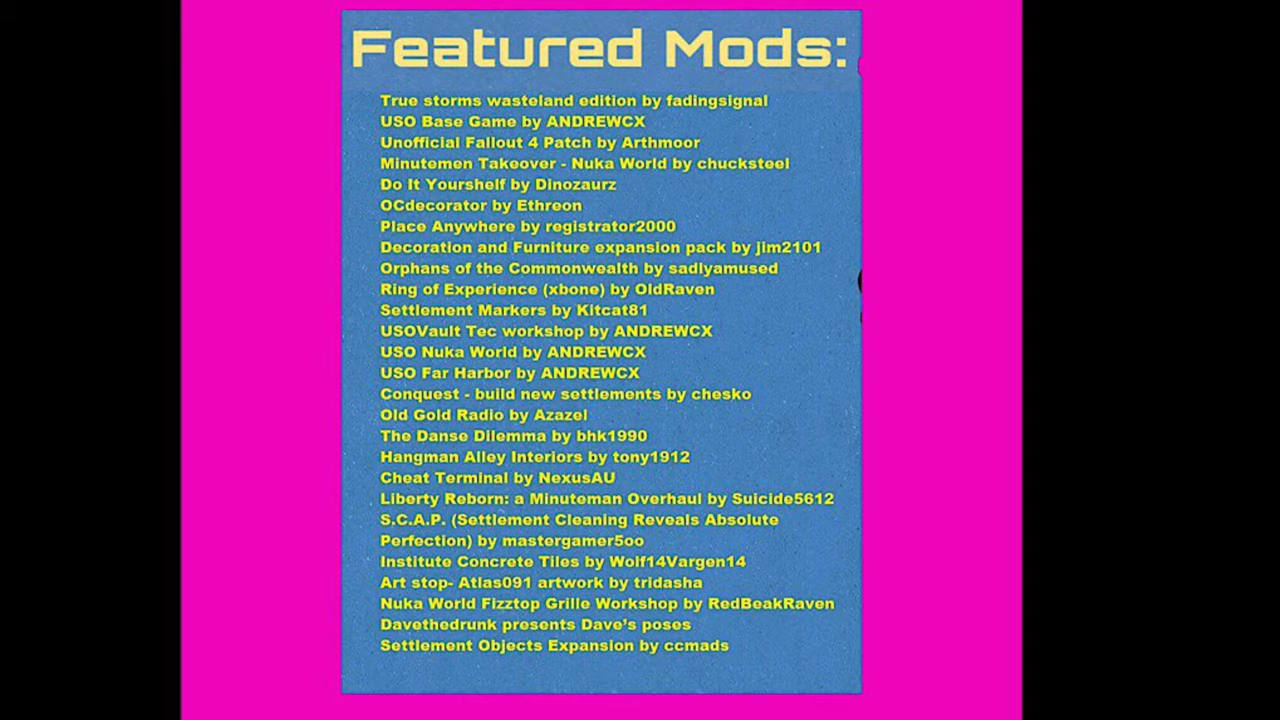 Featured Mods:
True storms wasteland edition by fadingsignal
USO Base Game by ANDREWCX
Unofficial Fallout 4 Patch by Arthmoor
Minutemen Takeover - Nuka World by chucksteel
Do It Yourshelf by Dinozaurz
OCdecorator by Ethreon
Place Anywhere by registrator2000
Decoration and Furniture expansion pack by jim2101
Orphans of the Commonwealth by sadlyamused
Ring of Experience (xbone) by OldRaven
Settlement Markers by Kitcat81
USOVault Tec workshop by ANDREWCX
USO Nuka World by ANDREWCX
USO Far Harbor by ANDREWCX
Conquest - build new settlements by chesko
Old Gold Radio by Azazel
The Danse Dilemma by bhk1990
Hangman Alley Interiors by tony1912
Cheat Terminal by NexusAU
Liberty Reborn: a Minuteman Overhaul by Suicide5612
S.C.A.P. (Settlement Cleaning Reveals Absolute
Perfection) by mastergamer5oo
Institute Concrete Tiles by Wolf14Vargen14
Art stop- Atlas091 artwork by tridasha
Nuka World Fizztop Grille Workshop by RedBeakRaven
Davethedrunk presents Dave's poses
Settlement Objects Expansion by ccmads